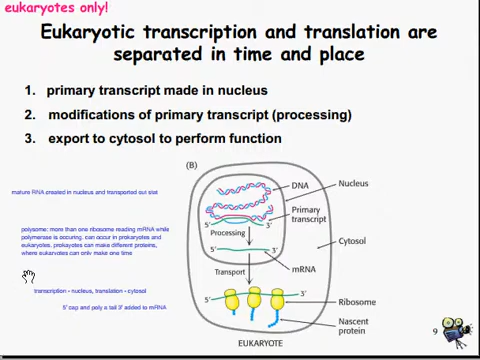 eukaryotes only!
Eukaryotic transcription and translation are
separated in time and place
1. primary transcript made in nucleus
2. modifications of primary transcript (processing)
3. export to cytosol to perform function
mature RNA created in nucleus and transported out slat
polysome: more than one ribosome reading mRNA while
polymerase is occuring. can occur in prokaryotes and
eukaryotes. prokayotes can make different proteins,
where eukaryotes can only make one time
transcription - nucleus, translation - cytosol
5' cap and poly a tail 3' added to mRNA
(B)
DNA
Nucleus
Primary
transcript
5'
3'
Processing
Cytosol
5'
3'
mRNA
Transport
5'
3'
Ribosome
Nascent
protein
EUKARYOTE
9